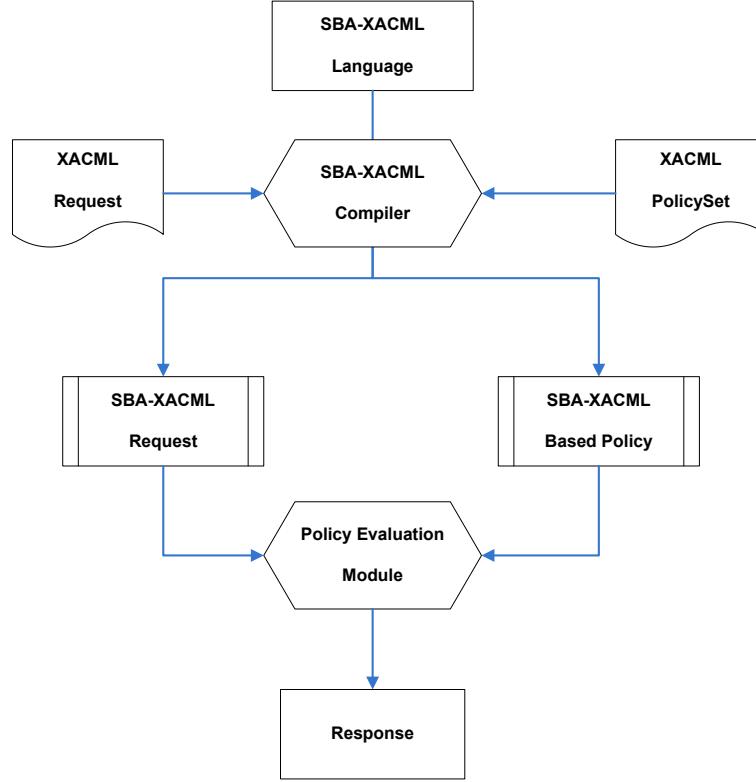 SBA-XACML
Language
XACML
Request
SBA-XACML
Compiler
XACML
PolicySet
SBA-XACML
Request
SBA-XACML
Based Policy
Policy Evaluation
Module
Response